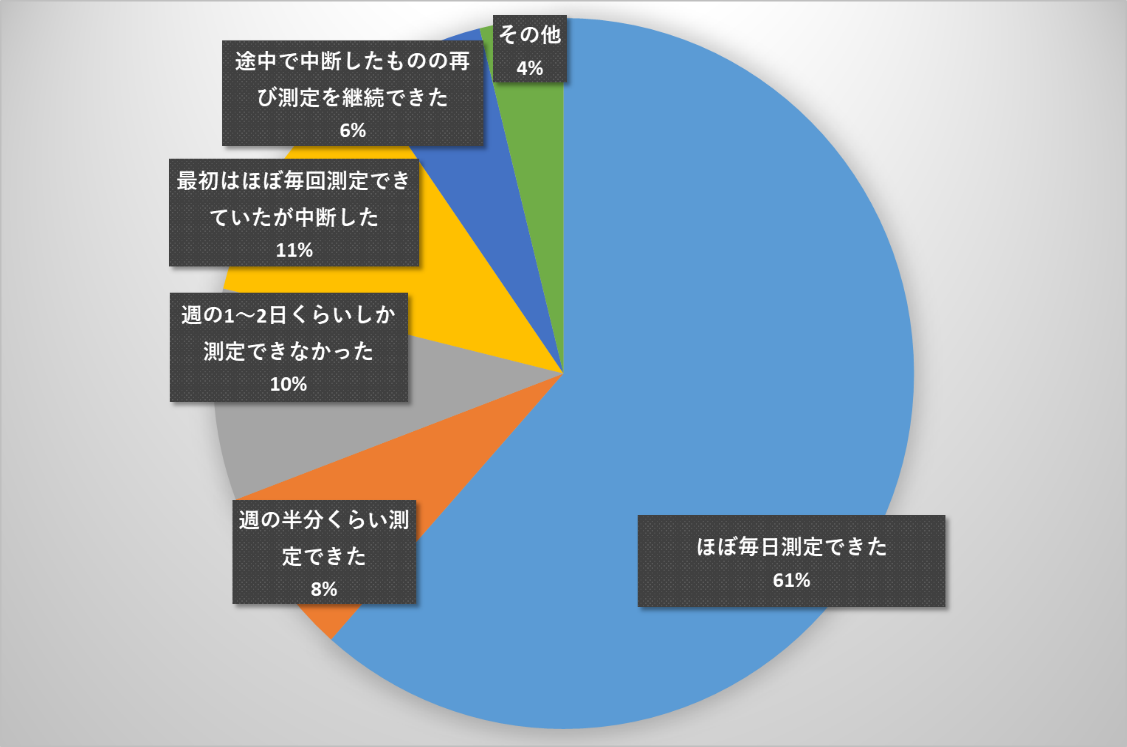 その他
4%
途中で中断したものの再
び測定を継続できた
6%
最初はほぼ毎回測定でき
ていたが中断した
11%
週の1～2日くらいしか
測定できなかった
10%
週の半分くらい測
定できた
8%
ほぼ毎日測定できた
61%